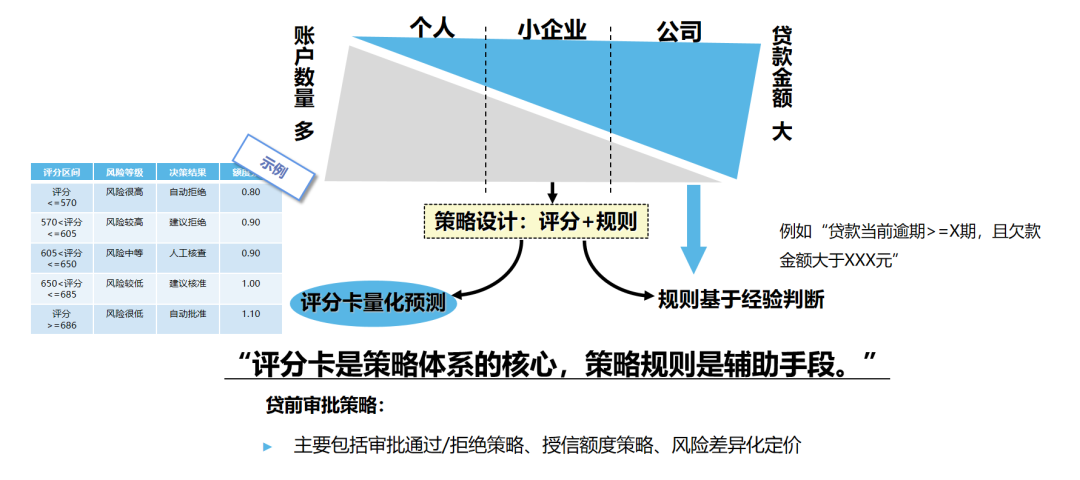 个人
小企业
公司
账户数量 多
贷款金额 大
示例
评分区间 风险等级 决策结果
评分
<=570 风险很高 自动拒绝 0.80
570<评分
<=605 风险较高 建议拒绝 0.90
605<评分
<=650 风险中等 人工核查 0.90
650<评分
<=685 风险较低 建议核准 1.00
评分
>=686 风险很低 自动批准 1.10
策略设计：评分+规则
例如“贷款当前逾期>=X期，且欠款
金额大于XXX元”
评分卡量化预测
规则基于经验判断
“评分卡是策略体系的核心，策略规则是辅助手段。”
贷前审批策略：
主要包括审批通过/拒绝策略、授信额度策略、风险差异化定价